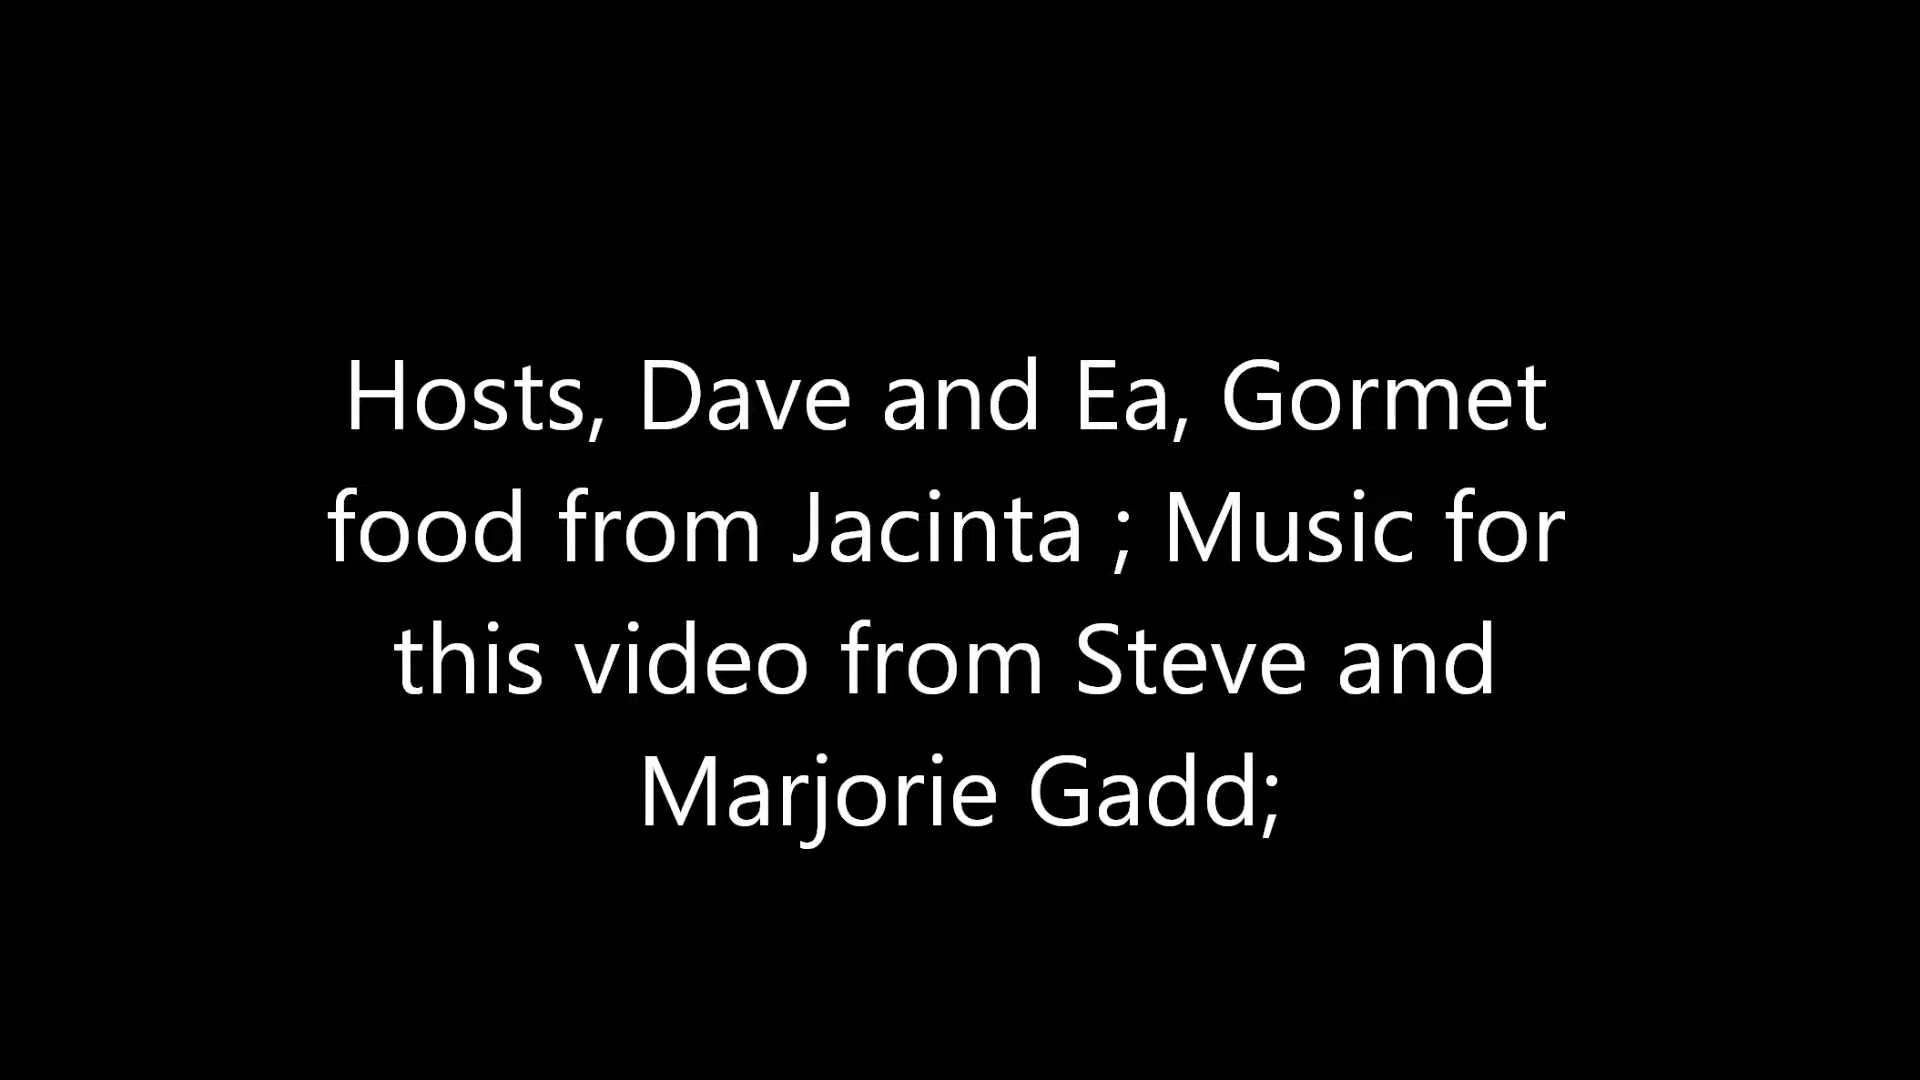 Hosts, Dave and Ea, Gormet
food from Jacinta ; Music for
this video from Steve and
Marjorie Gadd;